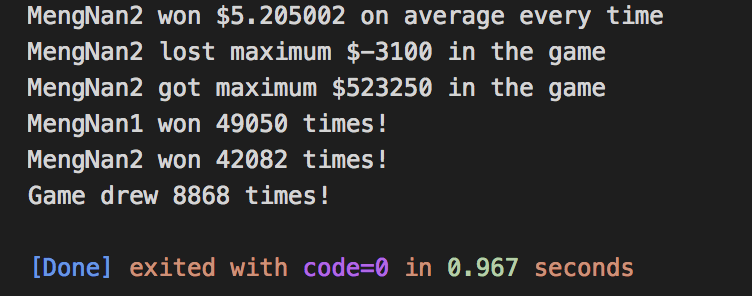 MengNan2 won $5.205002 on average every time
MengNan2 lost maximum $-3100 in the game
MengNan2 got maximum $523250 in the game
MengNan1 won 49050 times!
MengNan2 won 42082 times!
Game drew 8868 times!
[Done] exited with code=0 in 0.967 seconds